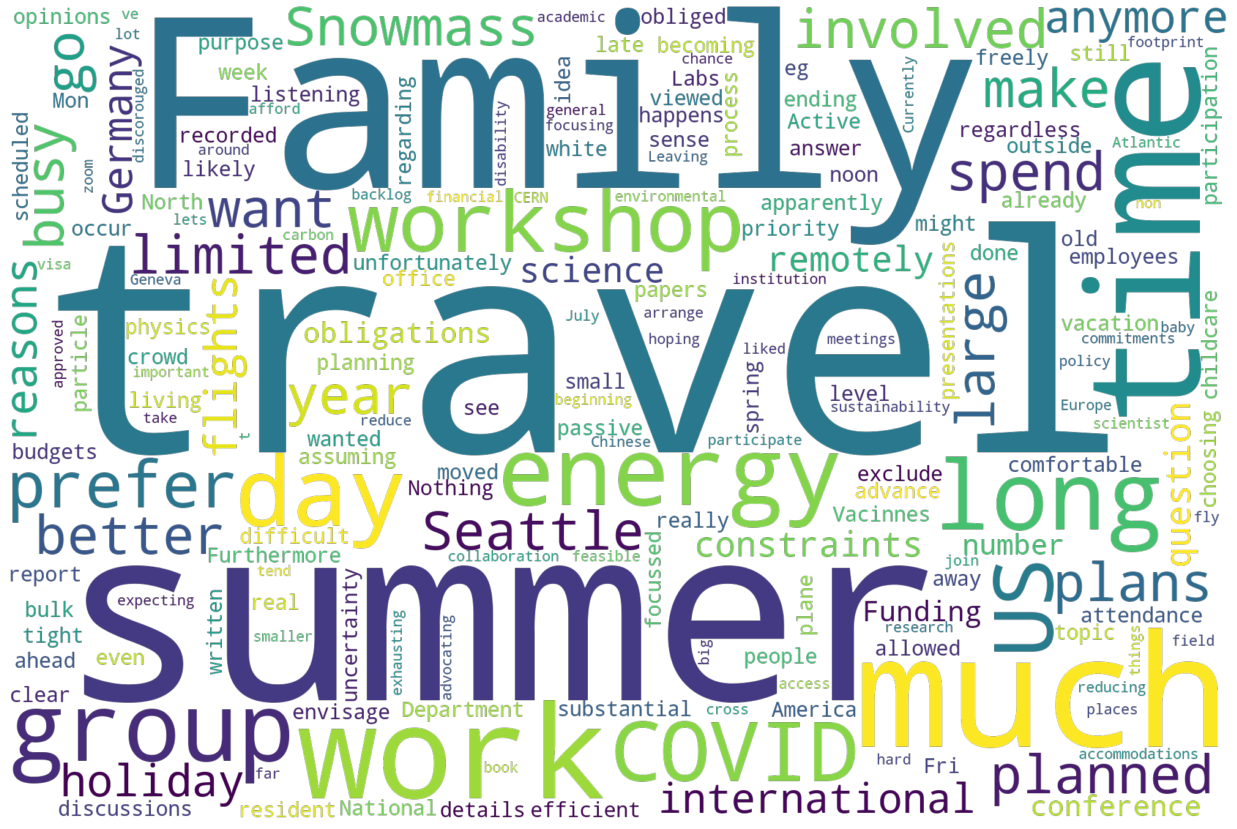 opinions
ve
lot
purpose
week
Snowmass
academic
obliged
late
becoming
involved
anymore
footprint
still
freely
go
Mon
afford
listening
recorded
around
likely
Germany
discorouged
scheduled
zoom
busy
Family
regarding
disability
general
focusing
idea
white
Labs
viewed
happens
sense
Leaving
chance
process
eg
ending
Active
answer
noon
Currently
make
regardless
outside
Atlantic
participation
time
spend
already
non
North
lets
occur
visa
want
carbon
backlog
financial
CERN
environmental
workshop
apparently
priority
might
done
old
employees
limited
unfortunately
office
science
papers
institution
remotely
Geneva
reasons
approved
particle
physics
crowd
important
living
take
flights
t
obligations
planning
year
reduce
wanted
assuming
travel
July
arrange
hoping
small
beginning
see
passive
Chinese
participate
spring
liked
meetings
level
sustainability
presentations
large
vacation
baby
commitments
policy
Europe
scientist
childcare
choosing
budgets
prefer
day
moved
Nothing
energy
exclude
advance
Vacinnes
comfortable
long
question
fly
better
difficult
Furthermore
Seattle
really
collaboration
feasible
constraints
number
join
report
expecting
tend
real
smaller
bulk
tight
even
ahead
written
uncertainty
exhausting
advocating
summer
focussed
big
people
plane
access
away
Funding
research
allowed
us
plans
attendance
topic
things
field
reducing
places
clear
group
envisage
Department
substantial
cross
America
much
holiday
far
work
book
COVID
hard
Fri
accommodations
planned
discussions
resident
National
details
efficient
international
conference